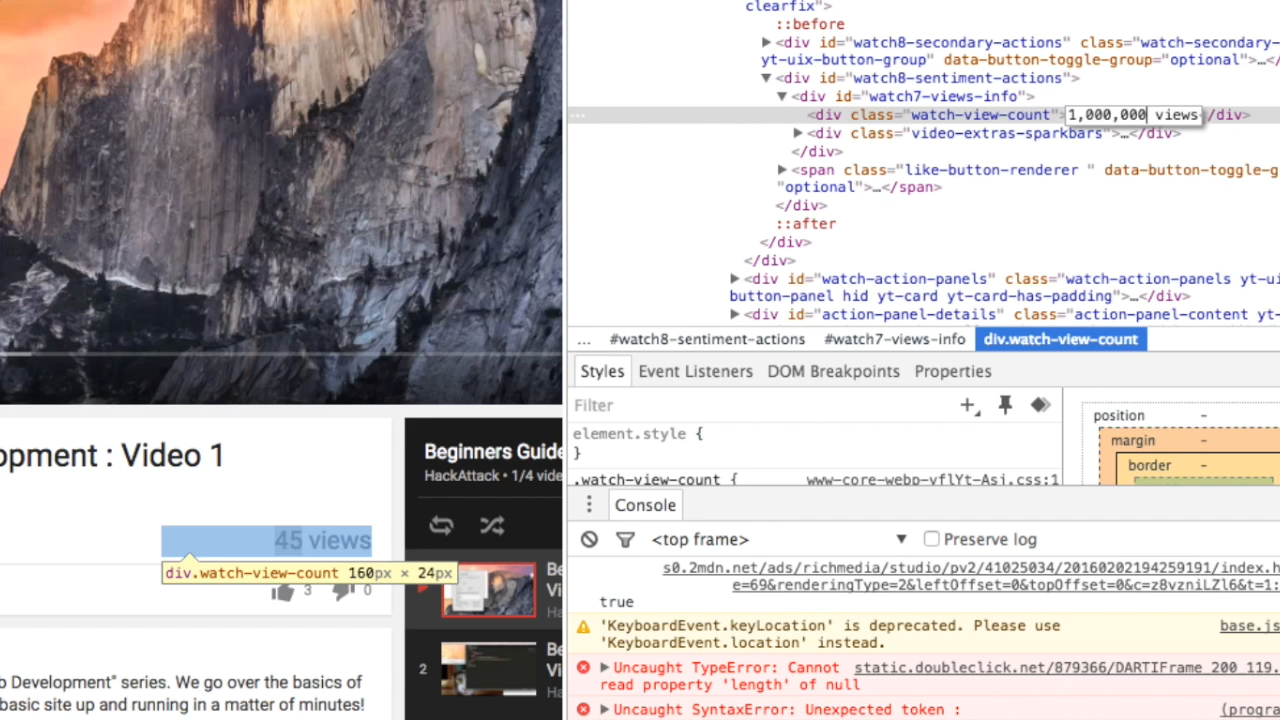 clearfix">
::before
▶<div id="watch8-secondary-actions" class="watch-secondary-
yt-uix-button-group" data-button-toggle-group="optional">…</
▼<div id="watch8-sentiment-actions">
▼<div id="watch7-views-info">
<div class="watch-view-count">1,000,000 views</div>
▶<div class="video-extras-sparkbars">…</div>
</div>
▶<span class="like-button-renderer " data-button-toggle-g
"optional">…</span>
</div>
::after
</div>
</div>
▶<div id="watch-action-panels" class="watch-action-panels yt-ui
button-panel hid yt-card yt-card-has-padding">…</div>
▶<div id="action-panel-details" class="action-panel-content yt-
... #watch8-sentiment-actions #watch7-views-info div.watch-view-count
Styles Event Listeners DOM Breakpoints Properties
Filter
element.style {
}
.watch-view-count { www-core-webp-vflYt-Asj.css:1
position –
margin –
border –
Console
<top frame> ▼ Preserve log
s0.2mdn.net/ads/richmedia/studio/pv2/41025034/20160202194259191/index.h
e=69&renderingType=2&leftOffset=0&topOffset=0&c=z8vzniLZl6&t=1:
true
'KeyboardEvent.keyLocation' is deprecated. Please use base.js
'KeyboardEvent.location' instead.
▶Uncaught TypeError: Cannot static.doubleclick.net/879366/DARTIFrame_200_119.
read property 'length' of null
▶Uncaught SyntaxError: Unexpected token : (progra
opment : Video 1
45 views
div.watch-view-count 160px × 24px
3 0
b Development" series. We go over the basics of
basic site up and running in a matter of minutes!
Beginners Guide
HackAttack • 1/4 vide
Be
Vi
Ha
2
Be
Vi
Ha